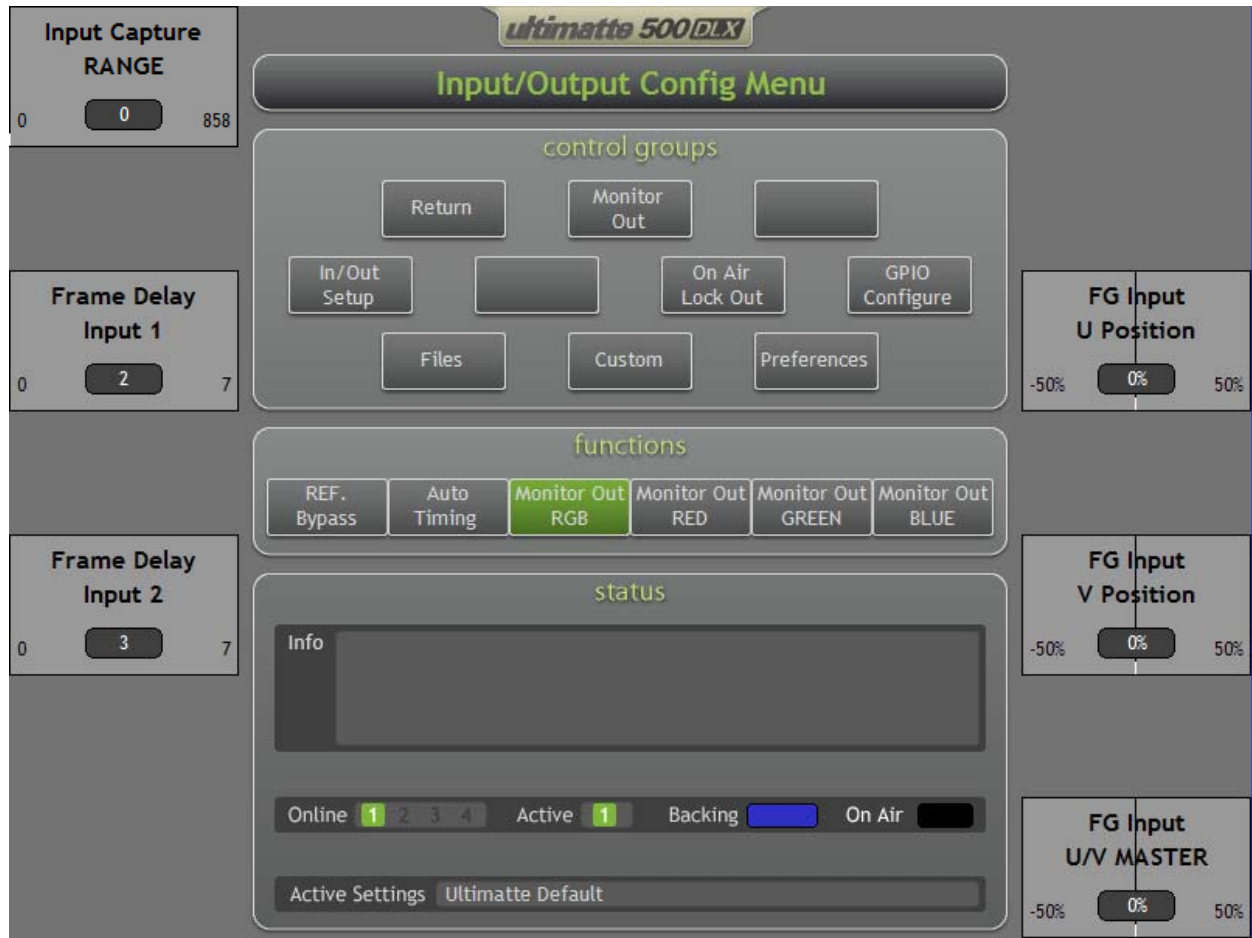 ultimatte 500 DLX
Input/Output Config Menu
Input Capture
RANGE
0
0
858
Frame Delay
Input 1
0
2
7
Frame Delay
Input 2
0
3
7
control groups
Return
Monitor
Out
In/Out
Setup
On Air
Lock Out
GPIO
Configure
Files
Custom
Preferences
functions
REF.
Bypass
Auto
Timing
Monitor Out
RGB
Monitor Out
RED
Monitor Out
GREEN
Monitor Out
BLUE
status
Info
Online 1 2 3 4 Active 1 Backing On Air
Active Settings Ultimatte Default
FG Input
U Position
-50%
0%
50%
FG Input
V Position
-50%
0%
50%
FG Input
U/V MASTER
-50%
0%
50%